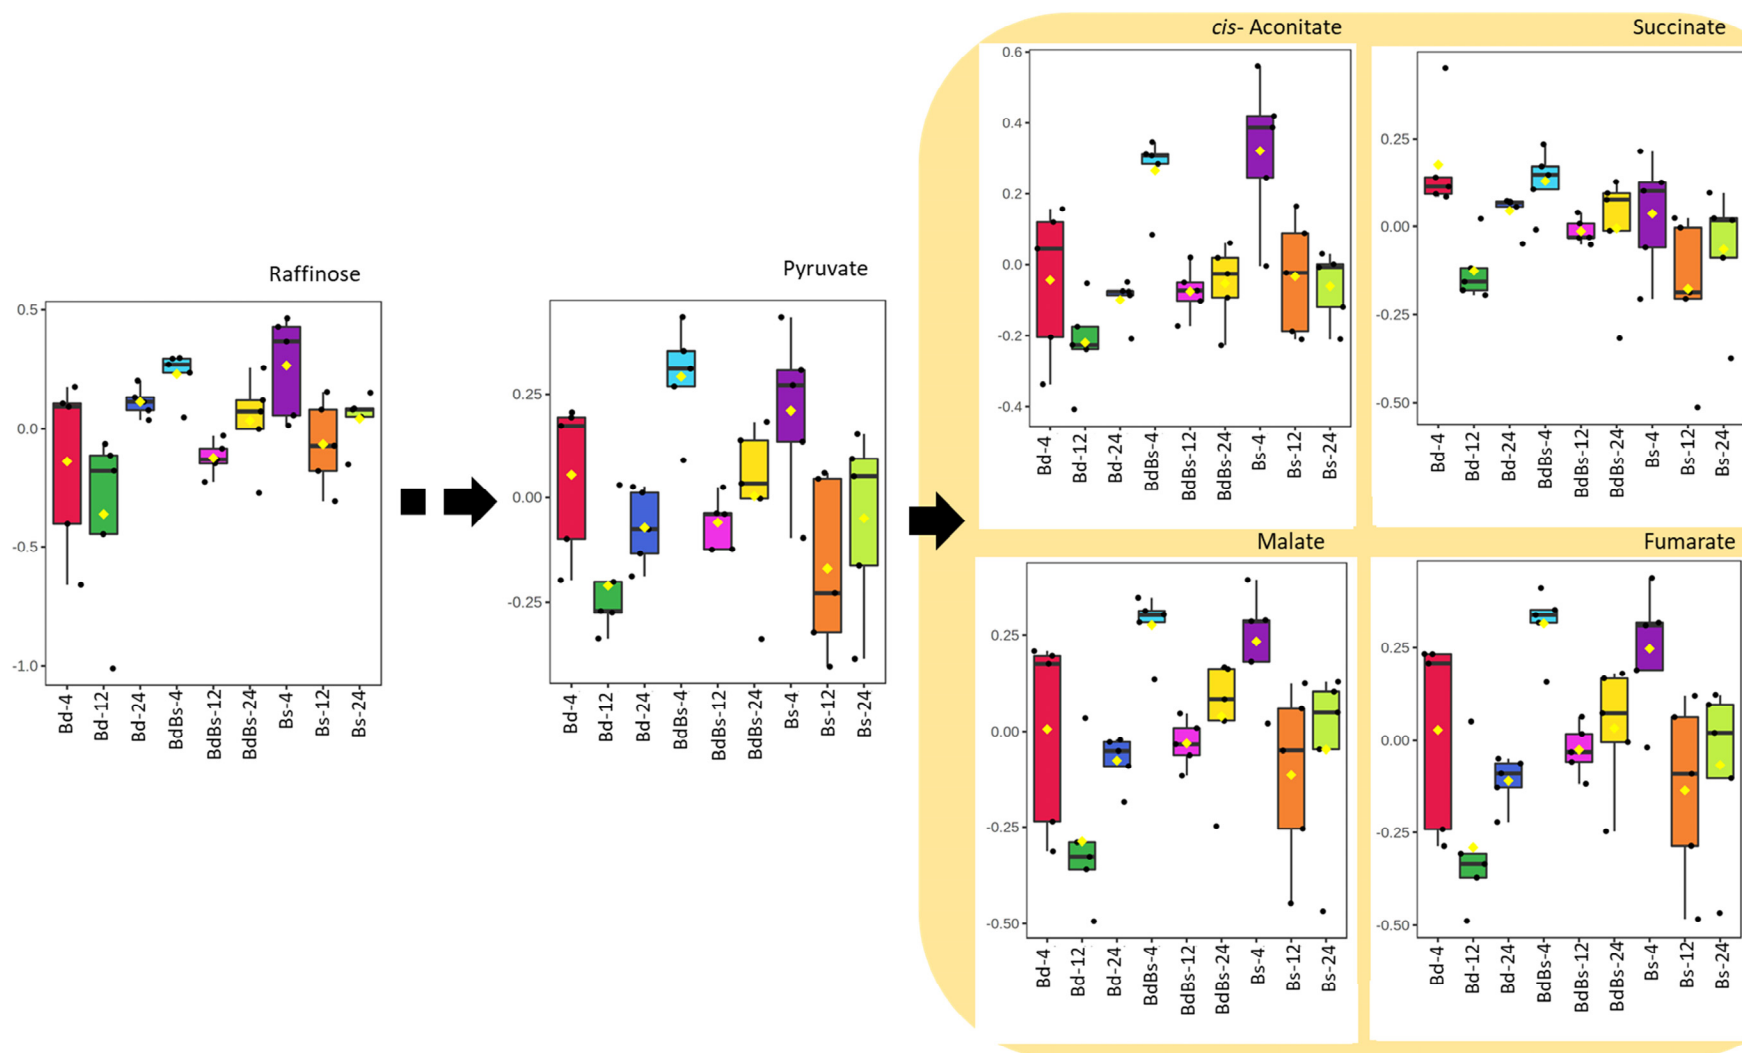 Raffinose
0.5
0.0
-0.5
-1.0
Bd-4
Bd-12
Bd-24
BdBs-4
BdBs-12
BdBs-24
Bs-4
Bs-12
Bs-24
Pyruvate
0.25
0.00
-0.25
Bd-4
Bd-12
Bd-24
BdBs-4
BdBs-12
BdBs-24
Bs-4
Bs-12
Bs-24
cis- Aconitate
0.6
0.4
0.2
0.0
-0.2
-0.4
Bd-4
Bd-12
Bd-24
BdBs-4
BdBs-12
BdBs-24
Bs-4
Bs-12
Bs-24
Succinate
0.25
0.00
-0.25
-0.50
Bd-4
Bd-12
Bd-24
BdBs-4
BdBs-12
BdBs-24
Bs-4
Bs-12
Bs-24
Malate
0.25
0.00
-0.25
-0.50
Bd-4
Bd-12
Bd-24
BdBs-4
BdBs-12
BdBs-24
Bs-4
Bs-12
Bs-24
Fumarate
0.25
0.00
-0.25
-0.50
Bd-4
Bd-12
Bd-24
BdBs-4
BdBs-12
BdBs-24
Bs-4
Bs-12
Bs-24